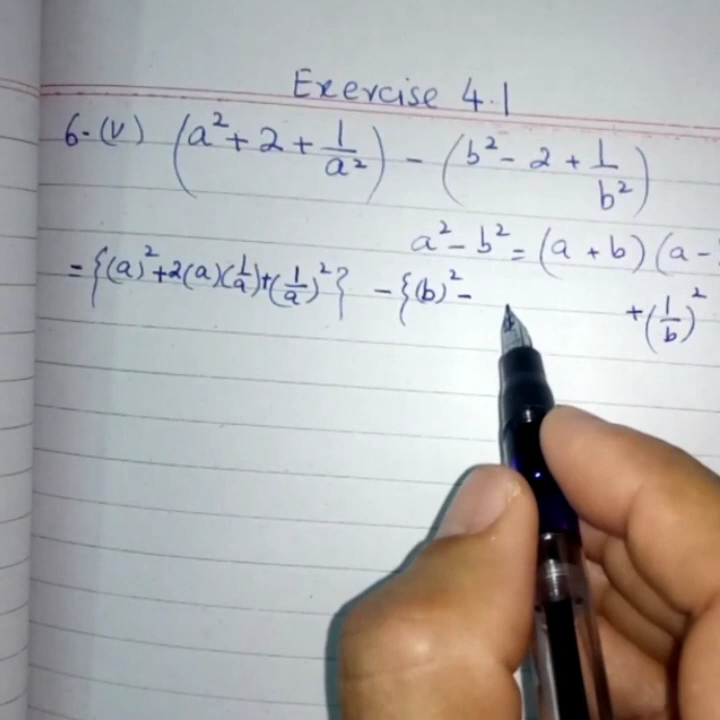 Exercise 4.1
6.(v) (a² + 2 + 1/a²) - (b² - 2 + 1/b²)
a² - b² = (a + b)(a -
= {(a)² + 2(a)(1/a) + (1/a)²} - {(b)² - + (1/b)²